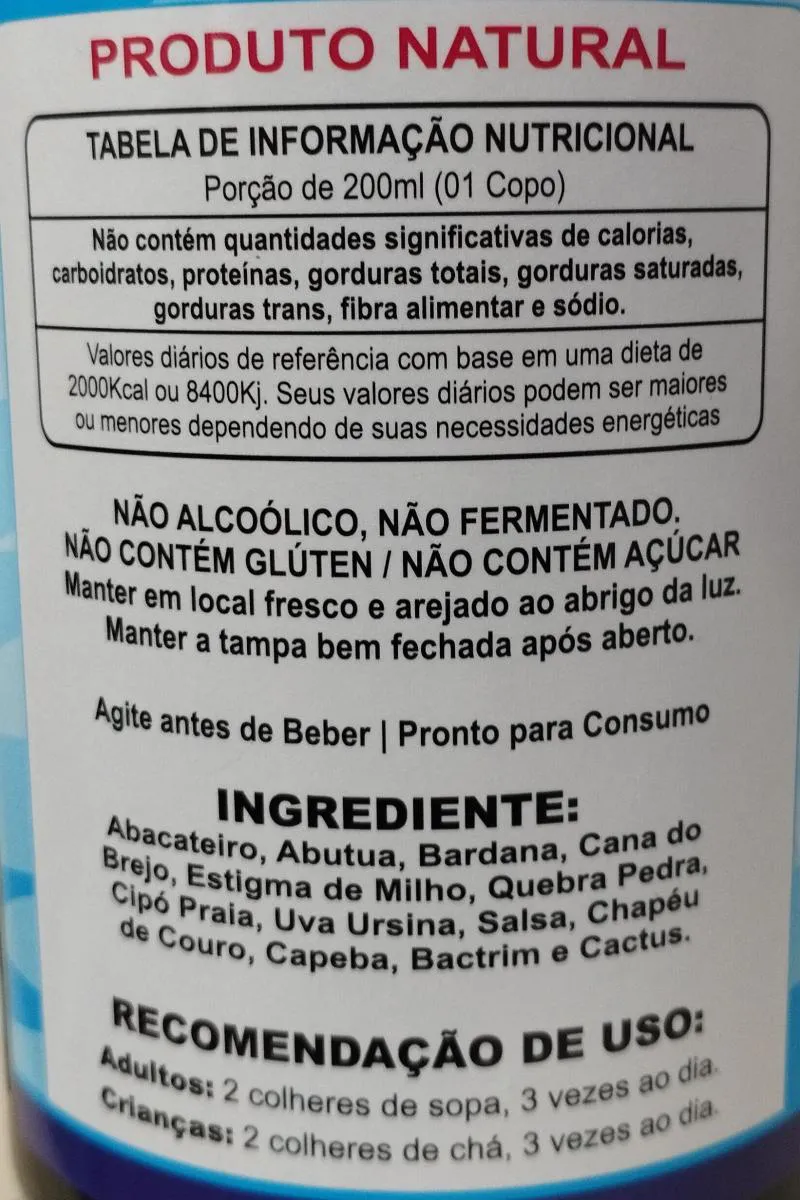 PRODUTO NATURAL
TABELA DE INFORMAÇÃO NUTRICIONAL
Porção de 200ml (01 Copo)
Não contém quantidades significativas de calorias,
carboidratos, proteínas, gorduras totais, gorduras saturadas,
gorduras trans, fibra alimentar e sódio.
Valores diários de referência com base em uma dieta de
2000Kcal ou 8400Kj. Seus valores diários podem ser maiores
ou menores dependendo de suas necessidades energéticas
NÃO ALCOÓLICO, NÃO FERMENTADO.
NÃO CONTÉM GLÚTEN / NÃO CONTÉM AÇÚCAR
Manter em local fresco e arejado ao abrigo da luz.
Manter a tampa bem fechada após aberto.
Agite antes de Beber | Pronto para Consumo
INGREDIENTE:
Abacateiro, Abutua, Bardana, Cana do
Brejo, Estigma de Milho, Quebra Pedra,
Cipó Praia, Uva Ursina, Salsa, Chapéu
de Couro, Capeba, Bactrim e Cactus.
RECOMENDAÇÃO DE USO:
Adultos: 2 colheres de sopa, 3 vezes ao dia.
Crianças: 2 colheres de chá, 3 vezes ao dia.